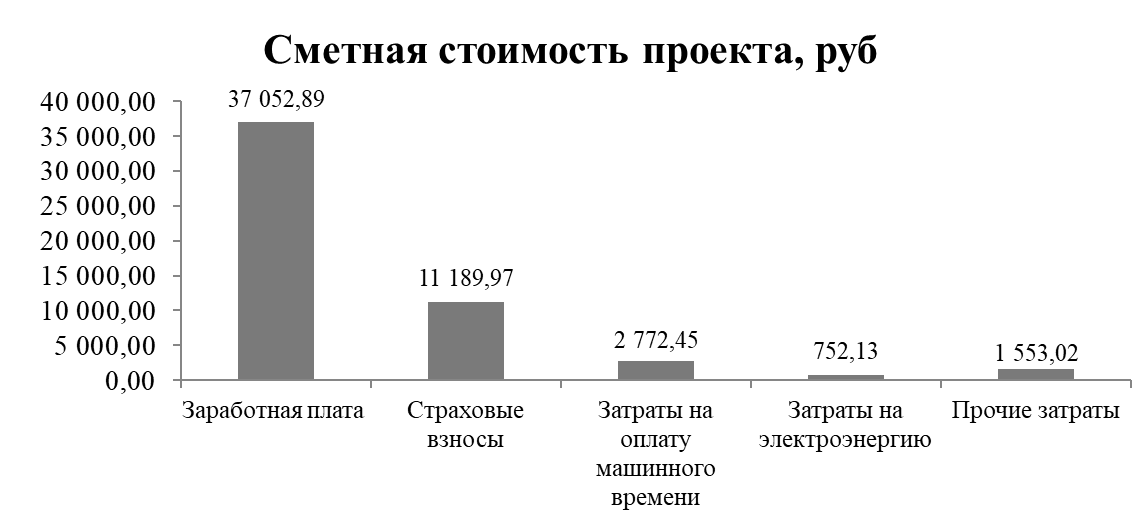 Сметная стоимость проекта, руб
40 000,00
35 000,00
30 000,00
25 000,00
20 000,00
15 000,00
10 000,00
5 000,00
0,00
37 052,89
11 189,97
2 772,45
752,13
1 553,02
Заработная плата
Страховые
взносы
Затраты на
оплату
машинного
времени
Затраты на
электроэнергию
Прочие затраты